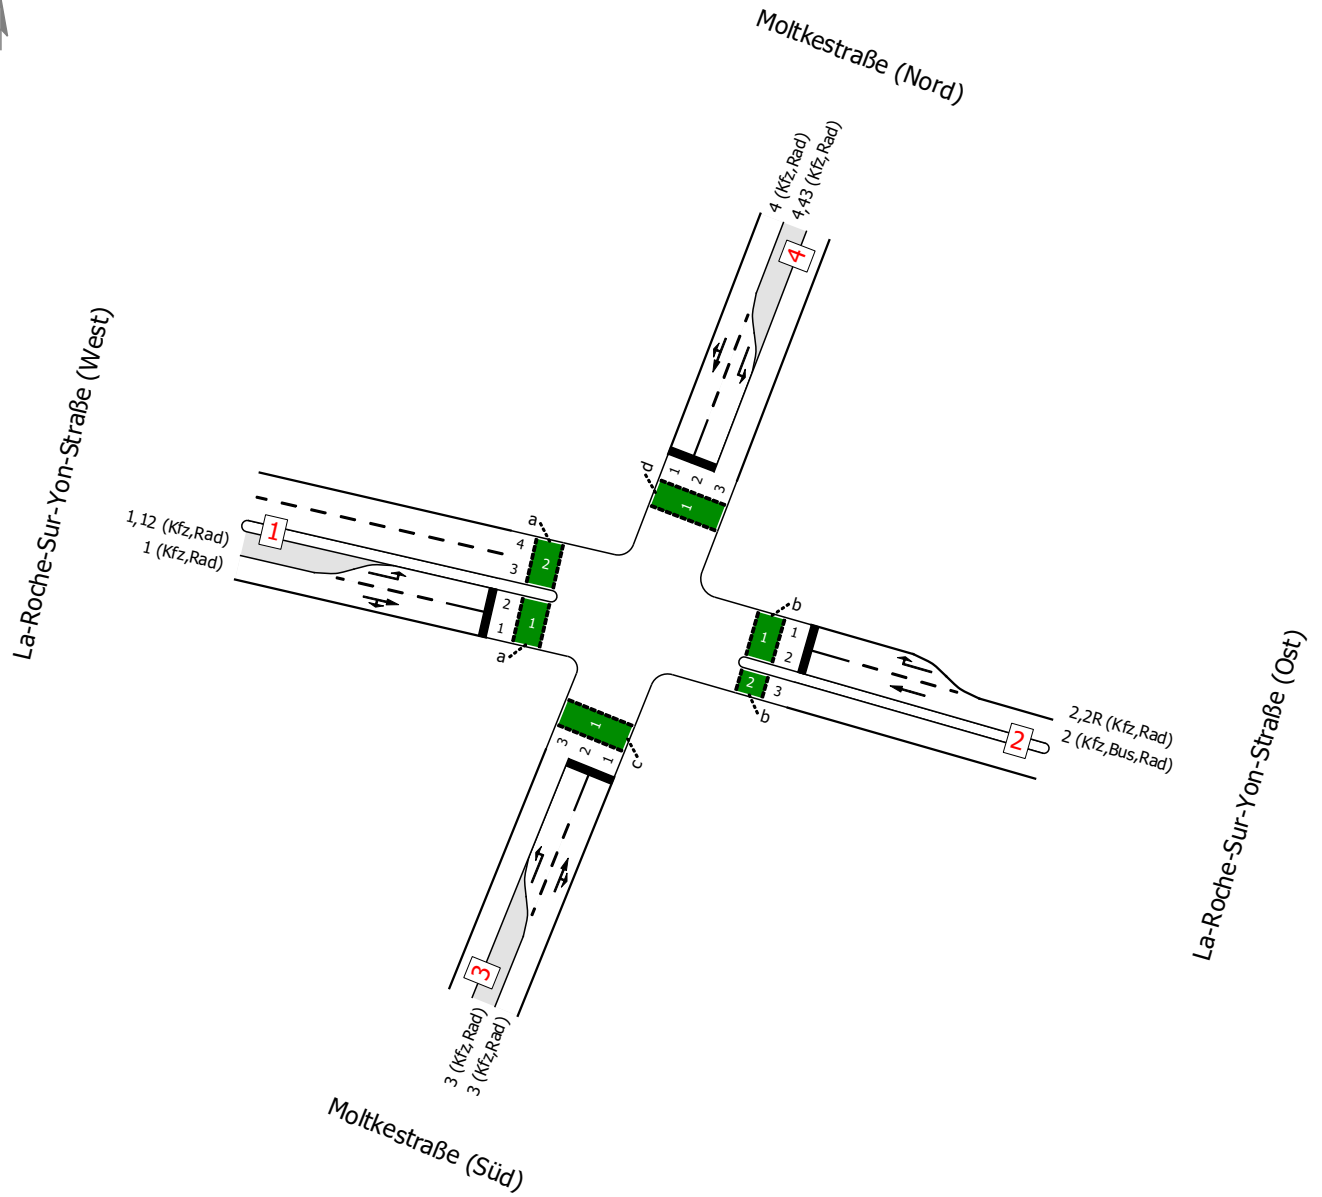 Moltkestraße (Nord)
4 (Kfz,Rad)
4,43 (Kfz,Rad)
4
La-Roche-Sur-Yon-Straße (West)
d
1
2
3
1
1,12 (Kfz,Rad)
1 (Kfz,Rad)
1
a
4
3
2
2
1
1
a
b
1
1
2
2
3
b
2,2R (Kfz,Rad)
2 (Kfz,Bus,Rad)
2
La-Roche-Sur-Yon-Straße (Ost)
1
3
2
1
c
3
3 (Kfz,Rad)
3 (Kfz,Rad)
Moltkestraße (Süd)